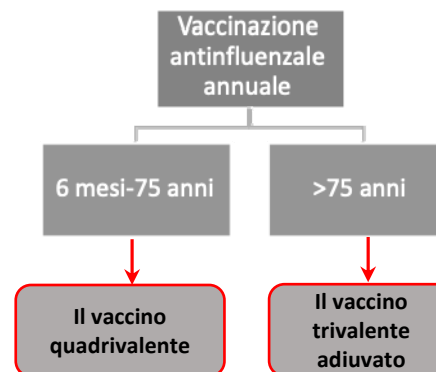 Vaccinazione
antinfluenzale
annuale
6 mesi-75 anni
>75 anni
Il vaccino
quadrivalente
Il vaccino
trivalente
adiuvato